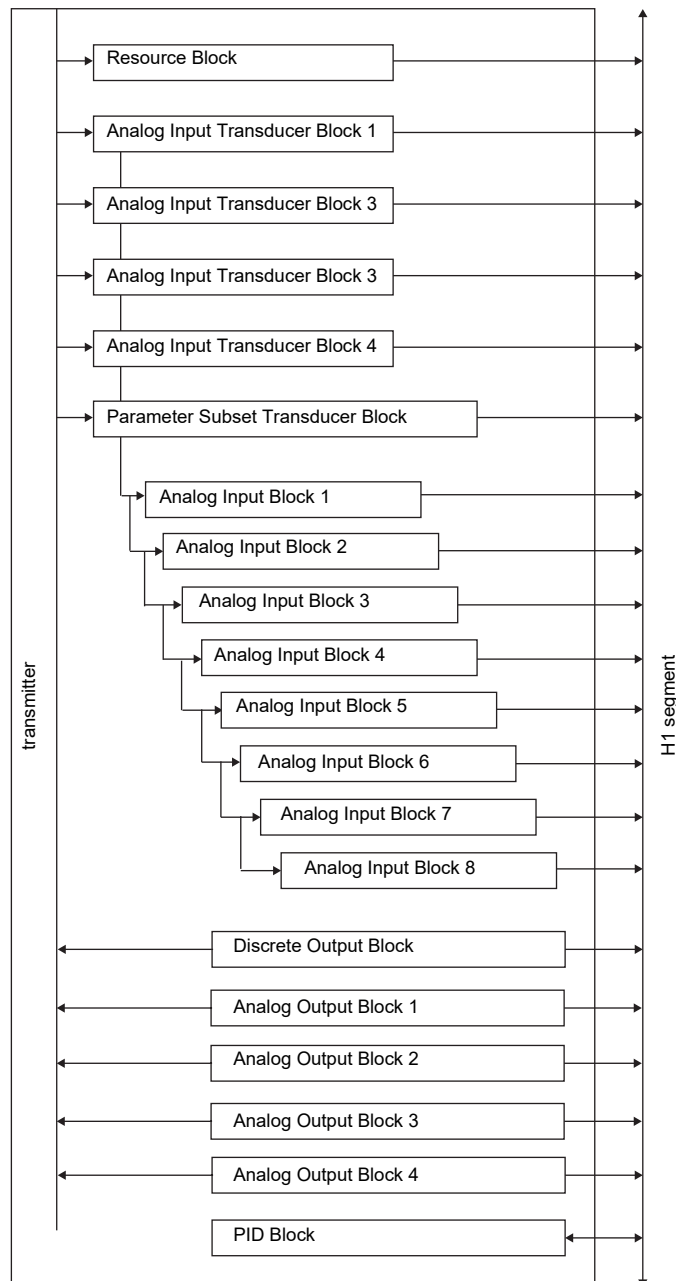 Resource Block
Analog Input Transducer Block 1
Analog Input Transducer Block 3
Analog Input Transducer Block 3
Analog Input Transducer Block 4
Parameter Subset Transducer Block
Analog Input Block 1
Analog Input Block 2
Analog Input Block 3
Analog Input Block 4
Analog Input Block 5
Analog Input Block 6
Analog Input Block 7
Analog Input Block 8
transmitter
H1 segment
Discrete Output Block
Analog Output Block 1
Analog Output Block 2
Analog Output Block 3
Analog Output Block 4
PID Block